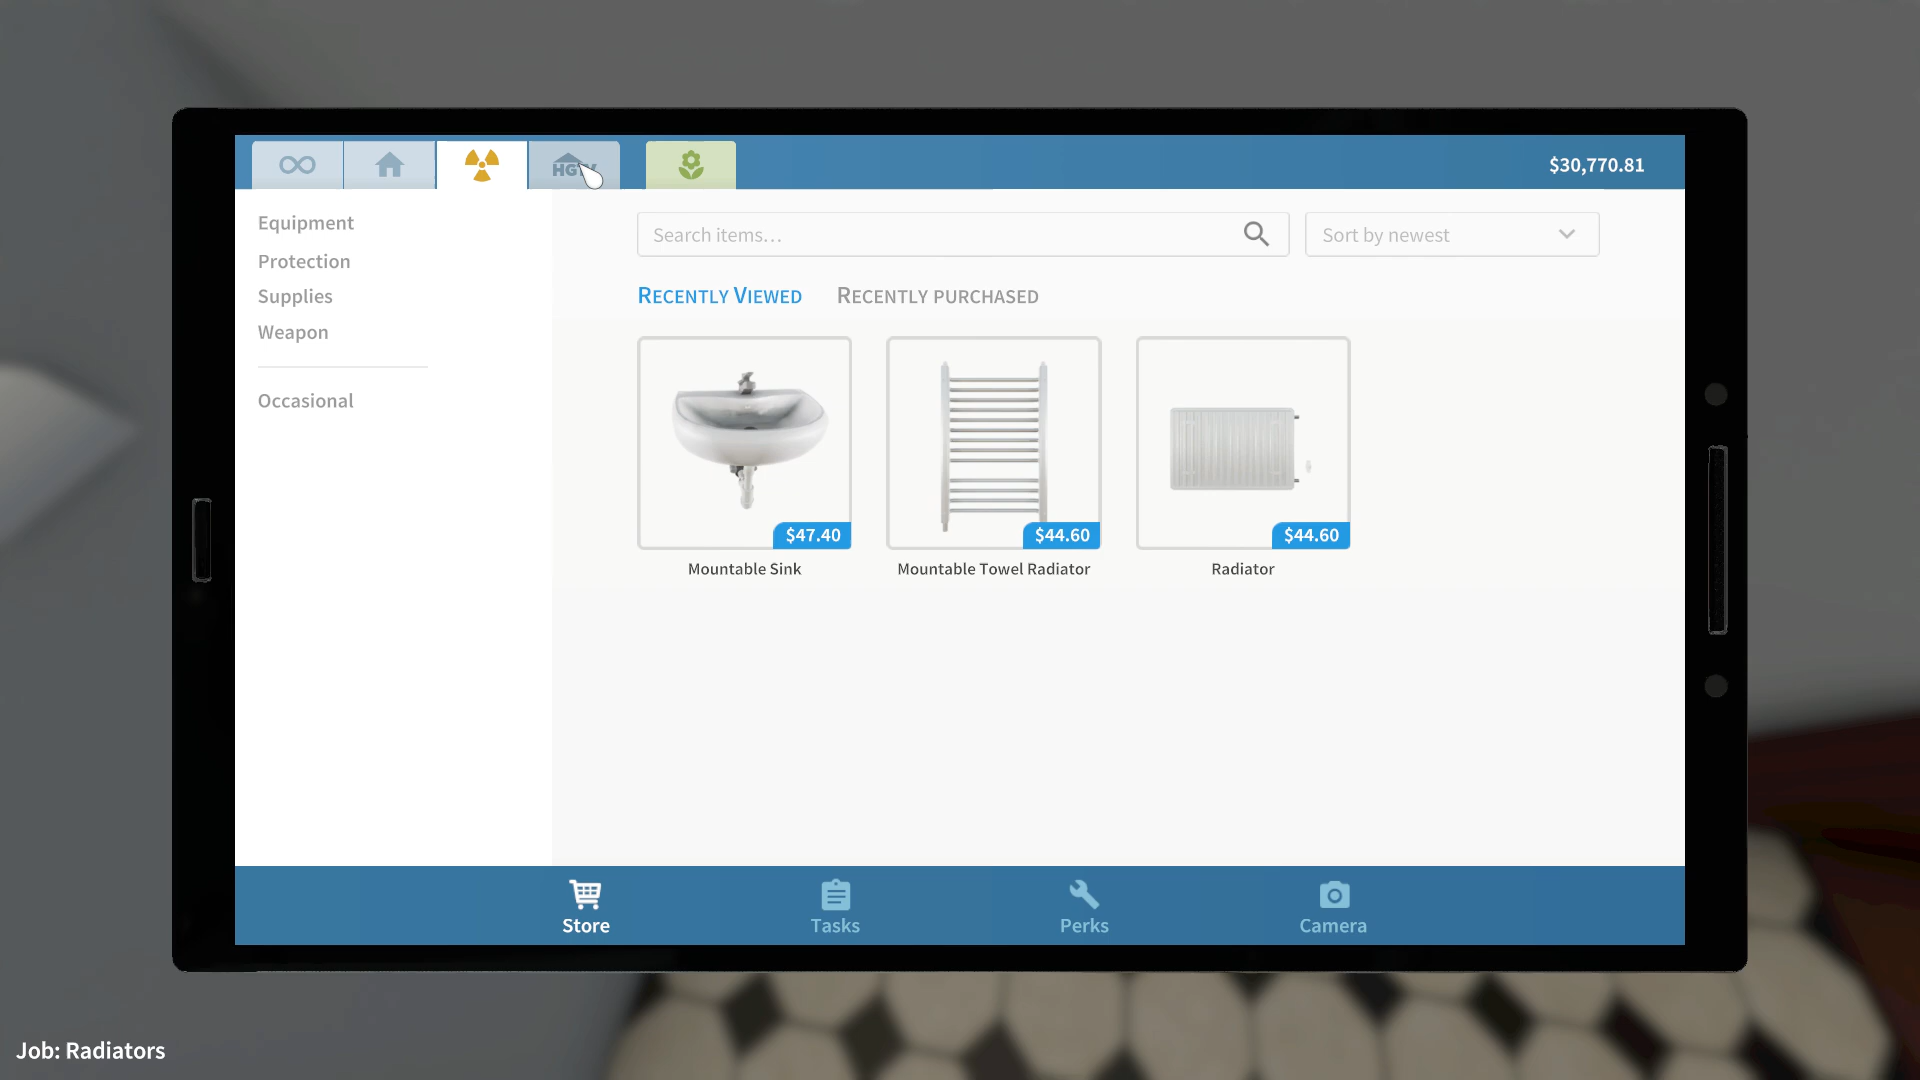 HGTV
$30,770.81
Equipment
Protection
Supplies
Weapon
Occasional
Search items...
Sort by newest
RECENTLY VIEWED
RECENTLY PURCHASED
$47.40
$44.60
$44.60
Mountable Sink
Mountable Towel Radiator
Radiator
Store
Tasks
Perks
Camera
Job: Radiators